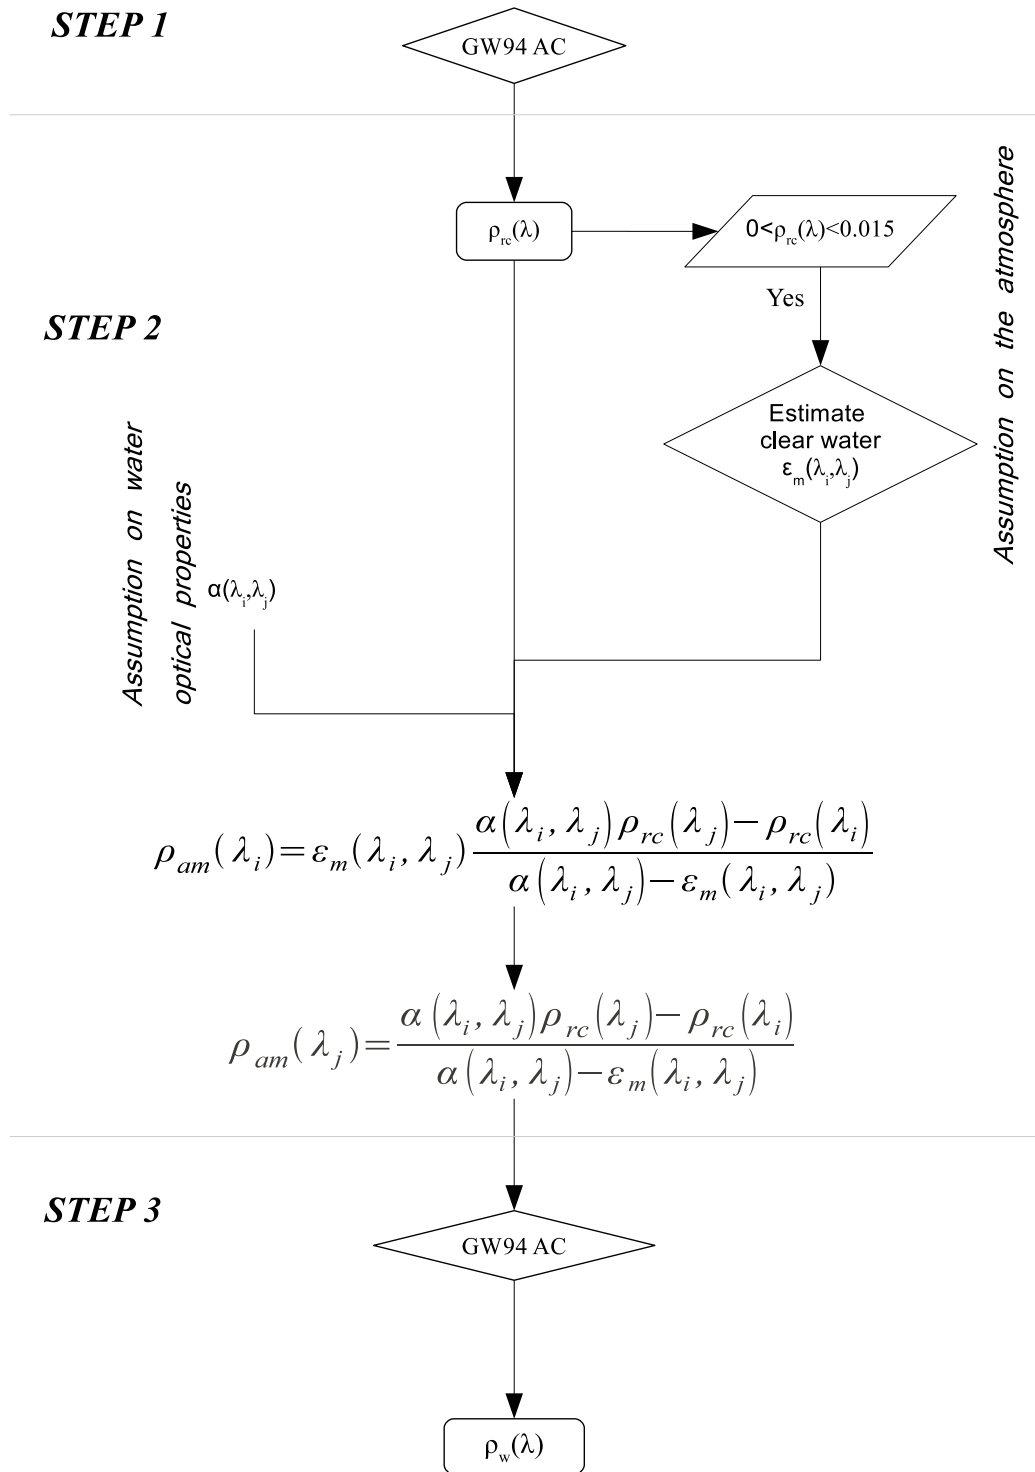 STEP 1
GW94 AC
ρrc(λ)
0<ρrc(λ)<0.015
Yes
Assumption on the atmosphere
STEP 2
Estimate
clear water
εm(λi,λj)
Assumption on water
optical properties
α(λi,λj)
ρam(λi)=εm(λi, λj) (α(λi, λj)ρrc(λj)−ρrc(λi))/(α(λi, λj)−εm(λi, λj))
ρam(λj)=(α(λi, λj)ρrc(λj)−ρrc(λi))/(α(λi, λj)−εm(λi, λj))
STEP 3
GW94 AC
ρw(λ)